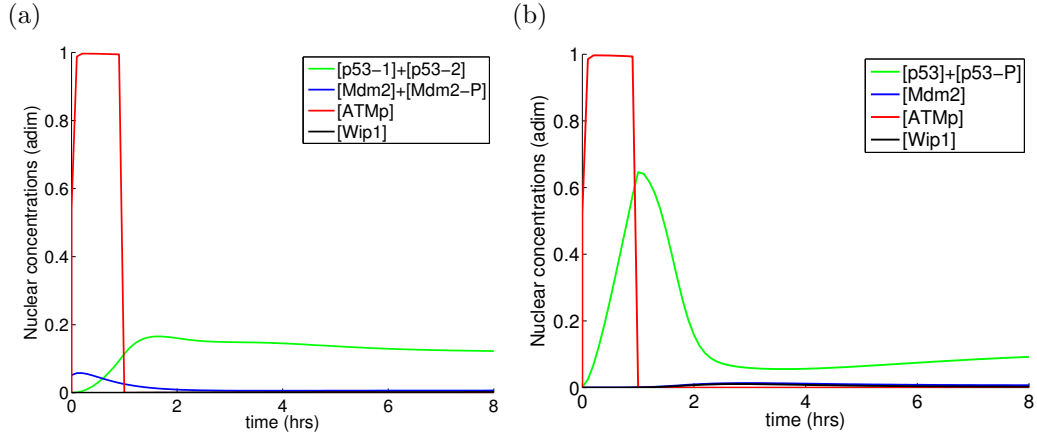 (a)
Nuclear concentrations (adim)
1
0.8
0.6
0.4
0.2
0
0
2
4
6
8
time (hrs)
[p53-1]+[p53-2]
[Mdm2]+[Mdm2-P]
[ATMp]
[Wip1]
(b)
Nuclear concentrations (adim)
1
0.8
0.6
0.4
0.2
0
0
2
4
6
8
time (hrs)
[p53]+[p53-P]
[Mdm2]
[ATMp]
[Wip1]